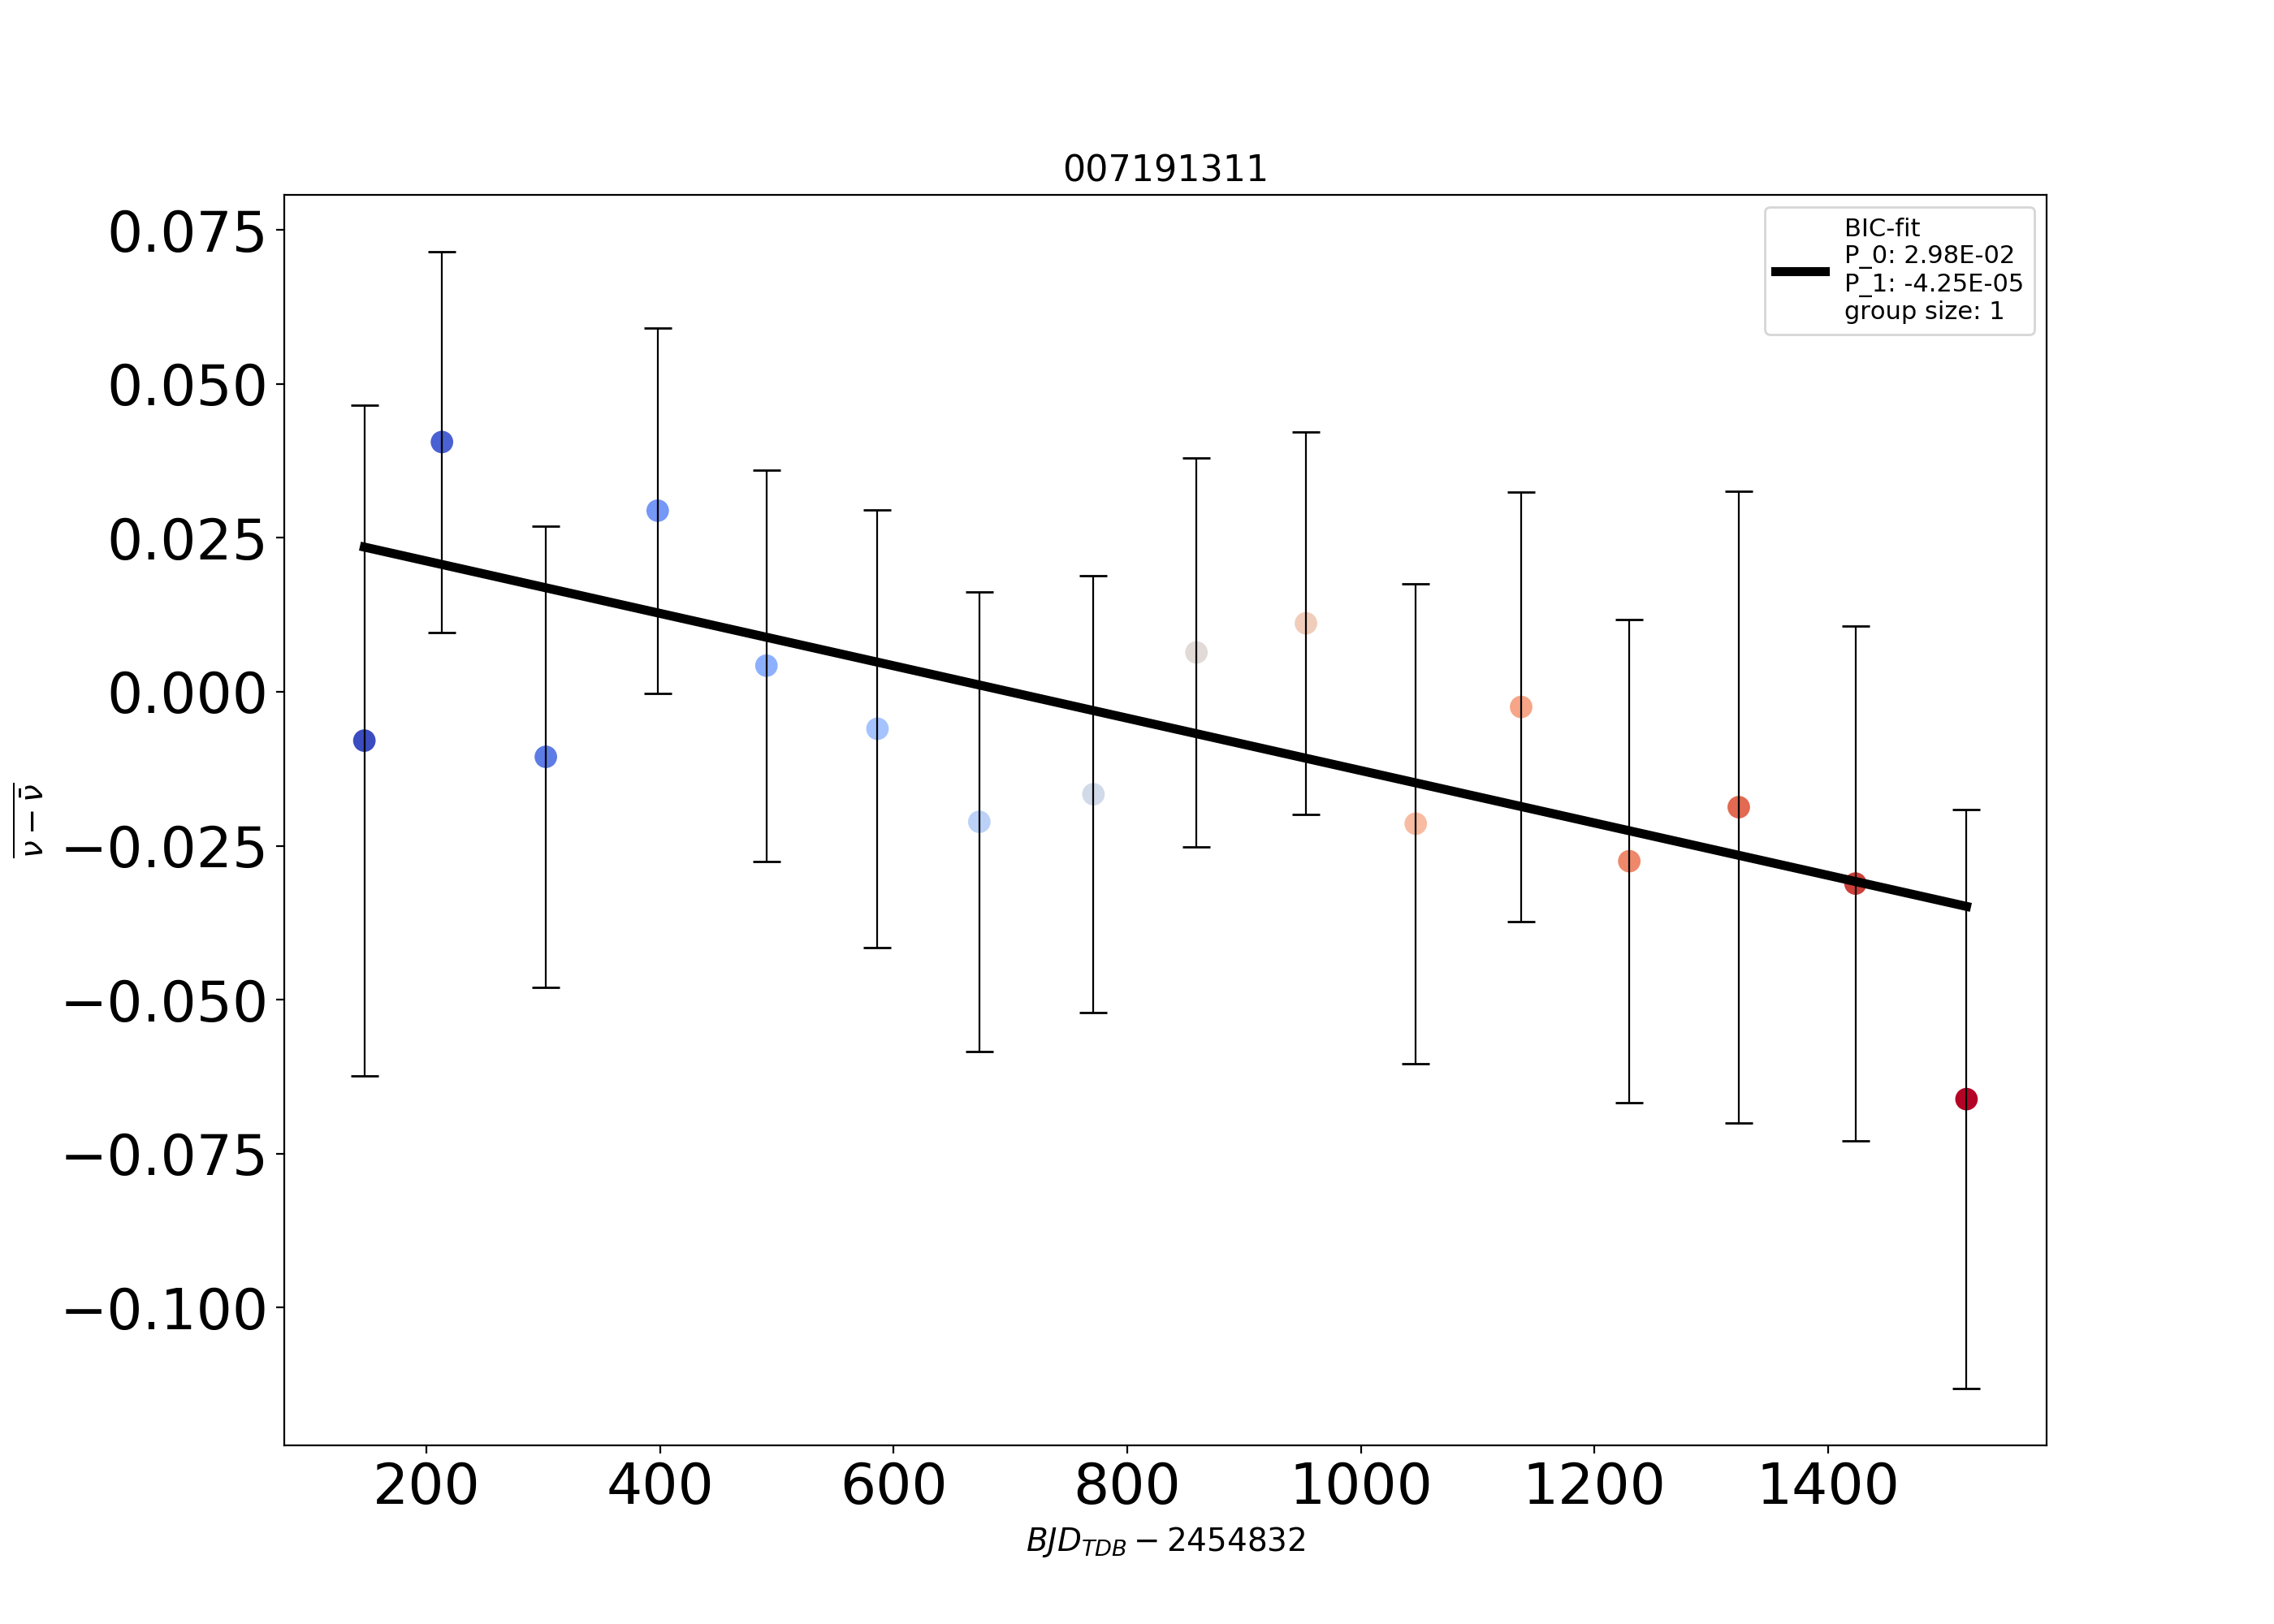 007191311
0.075
0.050
0.025
0.000
−0.025
−0.050
−0.075
−0.100
200 400 600 800 1000 1200 1400
BIC-fit
P_0: 2.98E-02
P_1: -4.25E-05
group size: 1
ν − ν̄
BJD_TDB − 2454832